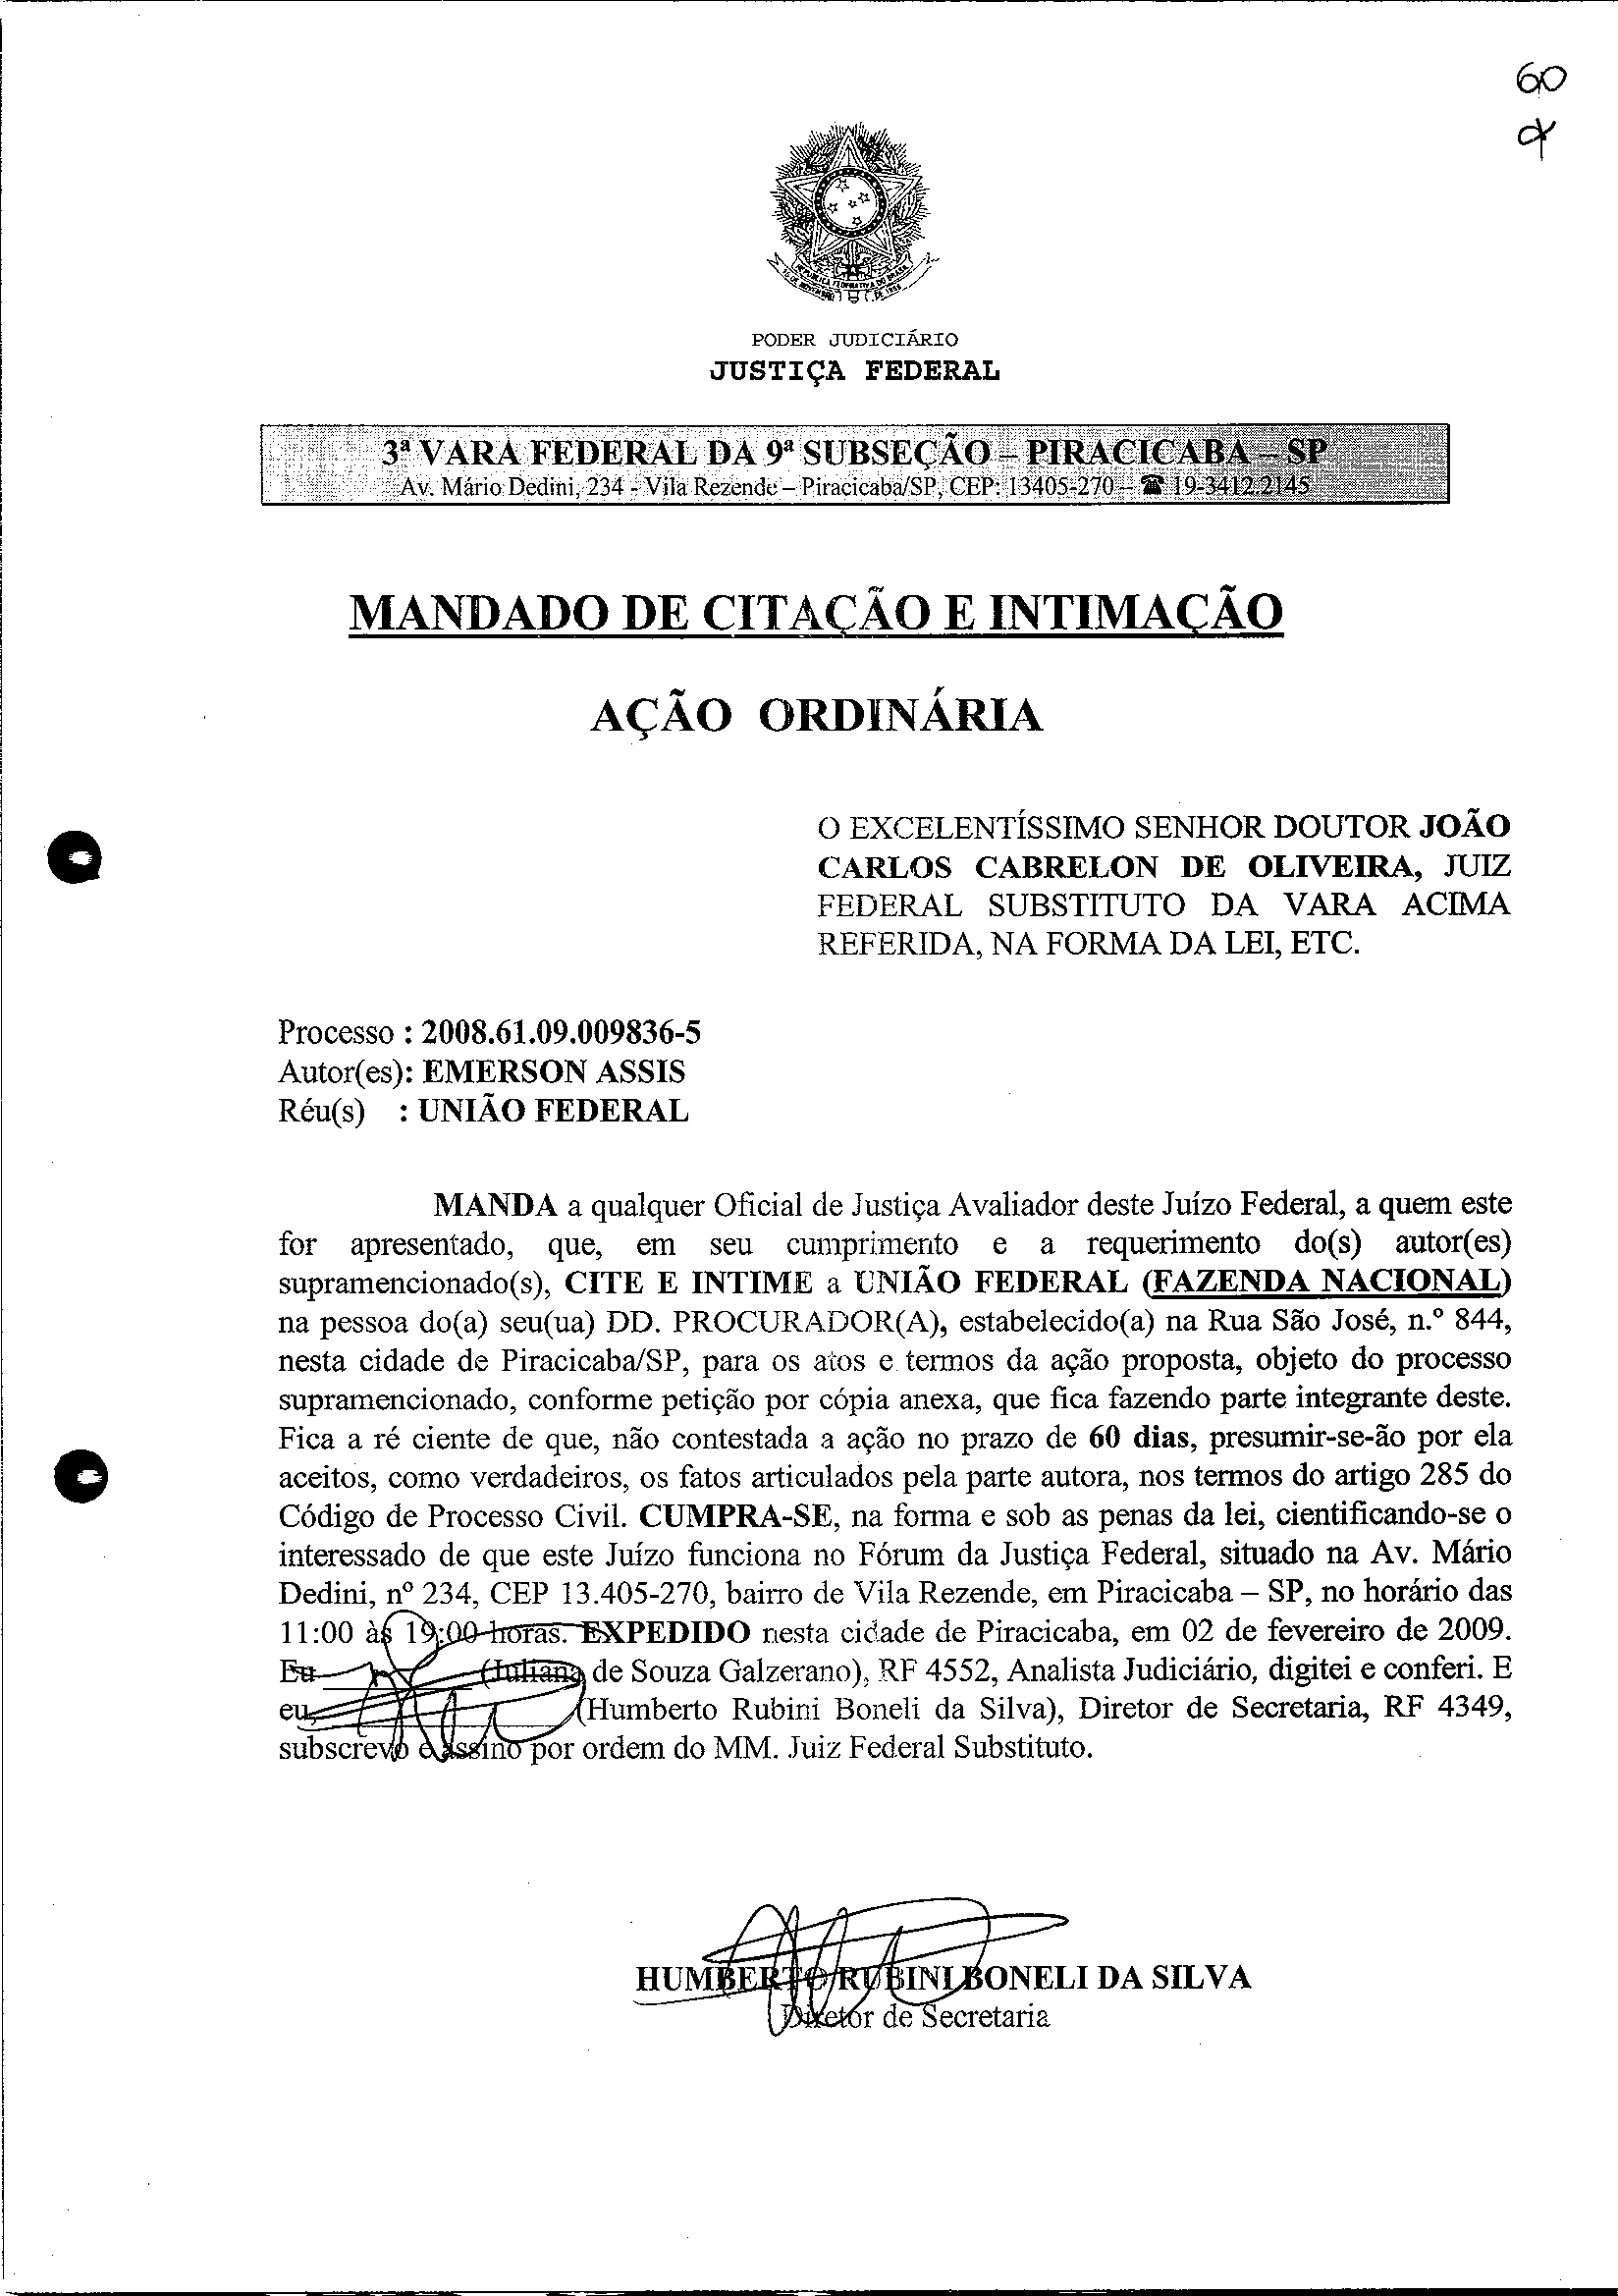 60
PODER JUDICIÁRIO
JUSTIÇA FEDERAL
3ª VARA FEDERAL DA 9ª SUBSEÇÃO – PIRACICABA – SP
Av. Mário Dedini, 234 - Vila Rezende – Piracicaba/SP, CEP: 13405-270 – ☎ 19-3412.2145
MANDADO DE CITAÇÃO E INTIMAÇÃO
AÇÃO ORDINÁRIA
O EXCELENTÍSSIMO SENHOR DOUTOR JOÃO
CARLOS CABRELON DE OLIVEIRA, JUIZ
FEDERAL SUBSTITUTO DA VARA ACIMA
REFERIDA, NA FORMA DA LEI, ETC.
Processo : 2008.61.09.009836-5
Autor(es): EMERSON ASSIS
Réu(s) : UNIÃO FEDERAL
MANDA a qualquer Oficial de Justiça Avaliador deste Juízo Federal, a quem este
for apresentado, que, em seu cumprimento e a requerimento do(s) autor(es)
supramencionado(s), CITE E INTIME a UNIÃO FEDERAL (FAZENDA NACIONAL)
na pessoa do(a) seu(ua) DD. PROCURADOR(A), estabelecido(a) na Rua São José, n.º 844,
nesta cidade de Piracicaba/SP, para os atos e termos da ação proposta, objeto do processo
supramencionado, conforme petição por cópia anexa, que fica fazendo parte integrante deste.
Fica a ré ciente de que, não contestada a ação no prazo de 60 dias, presumir-se-ão por ela
aceitos, como verdadeiros, os fatos articulados pela parte autora, nos termos do artigo 285 do
Código de Processo Civil. CUMPRA-SE, na forma e sob as penas da lei, cientificando-se o
interessado de que este Juízo funciona no Fórum da Justiça Federal, situado na Av. Mário
Dedini, nº 234, CEP 13.405-270, bairro de Vila Rezende, em Piracicaba – SP, no horário das
11:00 às 19:00 horas. EXPEDIDO nesta cidade de Piracicaba, em 02 de fevereiro de 2009.
Eu (Juliana de Souza Galzerano), RF 4552, Analista Judiciário, digitei e conferi. E
eu, (Humberto Rubini Boneli da Silva), Diretor de Secretaria, RF 4349,
subscrevo e assino por ordem do MM. Juiz Federal Substituto.
HUMBERTO RUBINI BONELI DA SILVA
Diretor de Secretaria